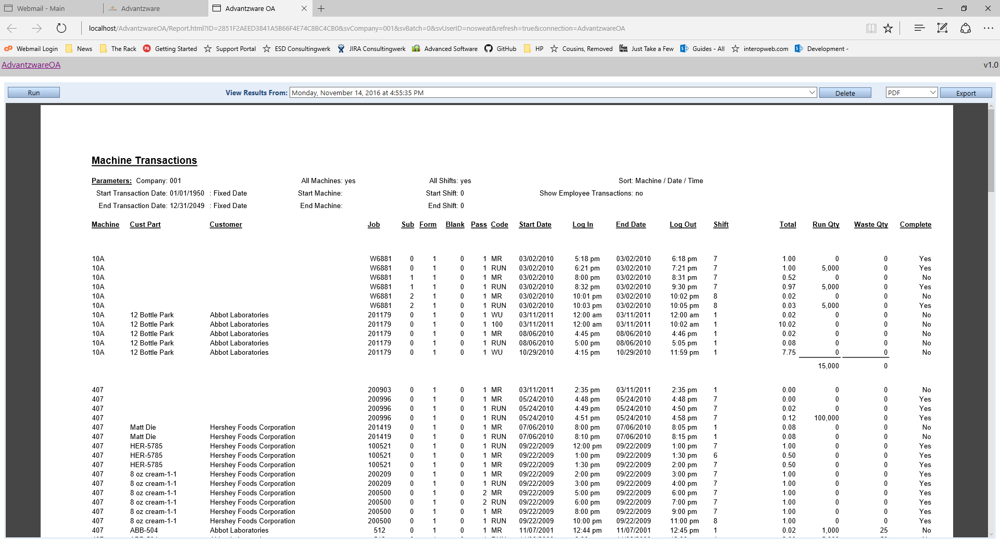 Webmail - Main Advantzware Advantzware OA
localhost/AdvantzwareOA/Report.html?ID=2851F2AEED3841A5B66F4E74C8BC4CB0&svCompany=001&svBatch=0&svUserID=nosweat&refresh=true&connection=AdvantzwareOA
Webmail Login News The Rack PA Getting Started Support Portal ESD Consultingwerk JIRA Consultingwerk Advanced Software GitHub HP Cousins, Removed Just Take a Few Guides - All interopweb.com Development -
AdvantzwareOA v1.0
Run View Results From: Monday, November 14, 2016 at 4:55:35 PM Delete PDF Export
Machine Transactions
Parameters: Company: 001 All Machines: yes All Shifts: yes Sort: Machine / Date / Time
Start Transaction Date: 01/01/1950 : Fixed Date Start Machine: Start Shift: 0 Show Employee Transactions: no
End Transaction Date: 12/31/2049 : Fixed Date End Machine: End Shift: 0
Machine Cust Part Customer Job Sub Form Blank Pass Code Start Date Log In End Date Log Out Shift Total Run Qty Waste Qty Complete
10A W6881 0 1 0 1 MR 03/02/2010 5:18 pm 03/02/2010 6:18 pm 7 1.00 0 0 Yes
10A W6881 0 1 0 1 RUN 03/02/2010 6:21 pm 03/02/2010 7:21 pm 7 1.00 5,000 0 Yes
10A W6881 1 1 0 1 MR 03/02/2010 8:00 pm 03/02/2010 8:31 pm 7 0.52 0 0 No
10A W6881 1 1 0 1 RUN 03/02/2010 8:32 pm 03/02/2010 9:30 pm 7 0.97 5,000 0 Yes
10A W6881 2 1 0 1 MR 03/02/2010 10:01 pm 03/02/2010 10:02 pm 8 0.02 0 0 No
10A W6881 2 1 0 1 RUN 03/02/2010 10:03 pm 03/02/2010 10:05 pm 8 0.03 5,000 0 Yes
10A 12 Bottle Park Abbot Laboratories 201179 0 1 0 1 WU 03/11/2011 12:00 am 03/11/2011 12:00 am 1 0.02 0 0 No
10A 12 Bottle Park Abbot Laboratories 201179 0 1 0 1 100 03/11/2011 12:00 am 03/11/2011 10:02 am 1 10.02 0 0 No
10A 12 Bottle Park Abbot Laboratories 201179 0 1 0 1 MR 08/06/2010 4:45 pm 08/06/2010 4:46 pm 1 0.02 0 0 No
10A 12 Bottle Park Abbot Laboratories 201179 0 1 0 1 RUN 08/06/2010 5:00 pm 08/06/2010 5:05 pm 1 0.08 0 0 No
10A 12 Bottle Park Abbot Laboratories 201179 0 1 0 1 WU 10/29/2010 4:15 pm 10/29/2010 11:59 pm 1 7.75 0 0 No
15,000 0
407 200903 0 1 0 1 MR 03/11/2011 2:35 pm 03/11/2011 2:35 pm 1 0.00 0 0 No
407 200996 0 1 0 1 MR 05/24/2010 4:48 pm 05/24/2010 4:48 pm 7 0.00 0 0 Yes
407 200996 0 1 0 1 RUN 05/24/2010 4:49 pm 05/24/2010 4:50 pm 7 0.02 0 0 Yes
407 200996 0 1 0 1 RUN 05/24/2010 4:51 pm 05/24/2010 4:58 pm 7 0.12 100,000 0 Yes
407 Matt Die Hershey Foods Corporation 201419 0 1 0 1 MR 07/06/2010 8:00 pm 07/06/2010 8:05 pm 1 0.08 0 0 No
407 Matt Die Hershey Foods Corporation 201419 0 1 0 1 RUN 07/06/2010 8:10 pm 07/06/2010 8:15 pm 1 0.08 0 0 No
407 HER-5785 Hershey Foods Corporation 100521 0 1 0 1 RUN 09/22/2009 12:00 pm 09/22/2009 1:00 pm 7 1.00 0 0 Yes
407 HER-5785 Hershey Foods Corporation 100521 0 1 0 1 MR 09/22/2009 1:00 pm 09/22/2009 1:30 pm 6 0.50 0 0 Yes
407 HER-5785 Hershey Foods Corporation 100521 0 1 0 1 MR 09/22/2009 1:30 pm 09/22/2009 2:00 pm 7 0.50 0 0 Yes
407 8 oz cream-1-1 Hershey Foods Corporation 200209 0 1 0 1 MR 09/22/2009 2:00 pm 09/22/2009 3:00 pm 7 1.00 0 0 Yes
407 8 oz cream-1-1 Hershey Foods Corporation 200209 0 1 0 1 RUN 09/22/2009 3:00 pm 09/22/2009 4:00 pm 7 1.00 0 0 Yes
407 8 oz cream-1-1 Hershey Foods Corporation 200500 0 1 0 2 MR 09/22/2009 5:00 pm 09/22/2009 6:00 pm 7 1.00 0 0 Yes
407 8 oz cream-1-1 Hershey Foods Corporation 200500 0 1 0 2 RUN 09/22/2009 6:00 pm 09/22/2009 7:00 pm 7 1.00 0 0 Yes
407 8 oz cream-1-1 Hershey Foods Corporation 200500 0 1 0 1 MR 09/22/2009 8:00 pm 09/22/2009 9:00 pm 7 1.00 0 0 Yes
407 8 oz cream-1-1 Hershey Foods Corporation 200500 0 1 0 1 RUN 09/22/2009 10:00 pm 09/22/2009 11:00 pm 8 1.00 0 0 Yes
407 ABB-504 Abbot Laboratories 512 0 1 0 1 MR 11/07/2001 12:44 pm 11/07/2001 12:45 pm 1 0.02 1,000 25 No